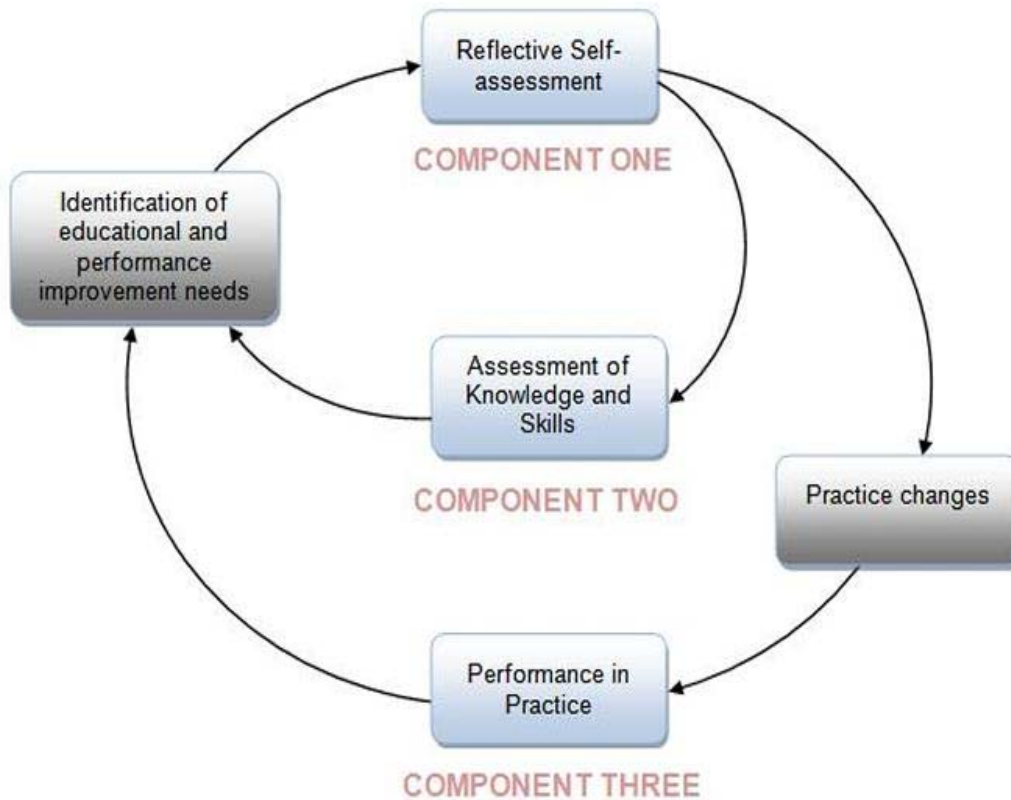 Reflective Self-
assessment
COMPONENT ONE
Identification of
educational and
performance
improvement needs
Assessment of
Knowledge and
Skills
COMPONENT TWO
Practice changes
Performance in
Practice
COMPONENT THREE